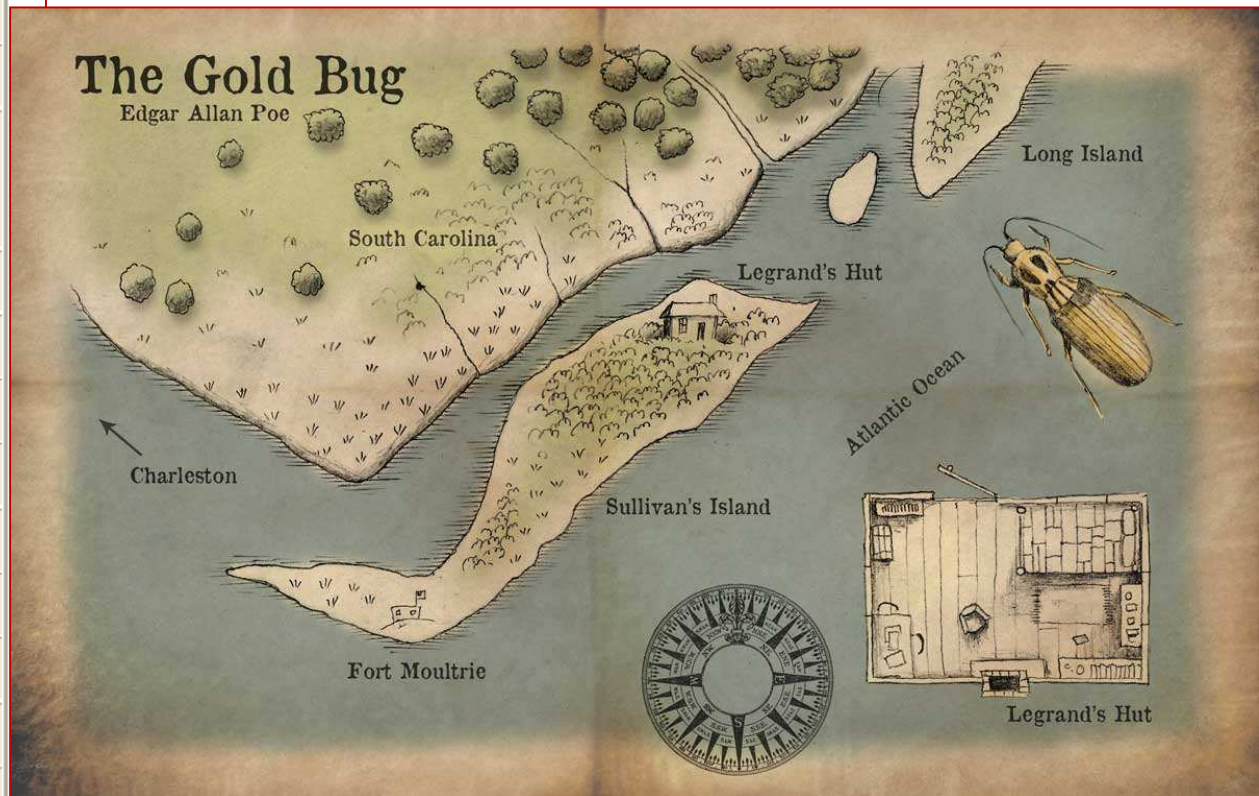 The Gold Bug
Edgar Allan Poe
Long Island
South Carolina
Legrand's Hut
Atlantic Ocean
Charleston
Sullivan's Island
Fort Moultrie
Legrand's Hut
E
S
W